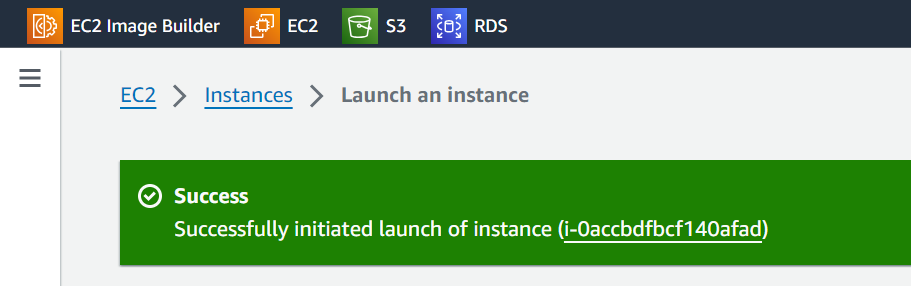 EC2 Image Builder EC2 S3 RDS
EC2 > Instances > Launch an instance
Success
Successfully initiated launch of instance (i-0accbdfbcf140afad)